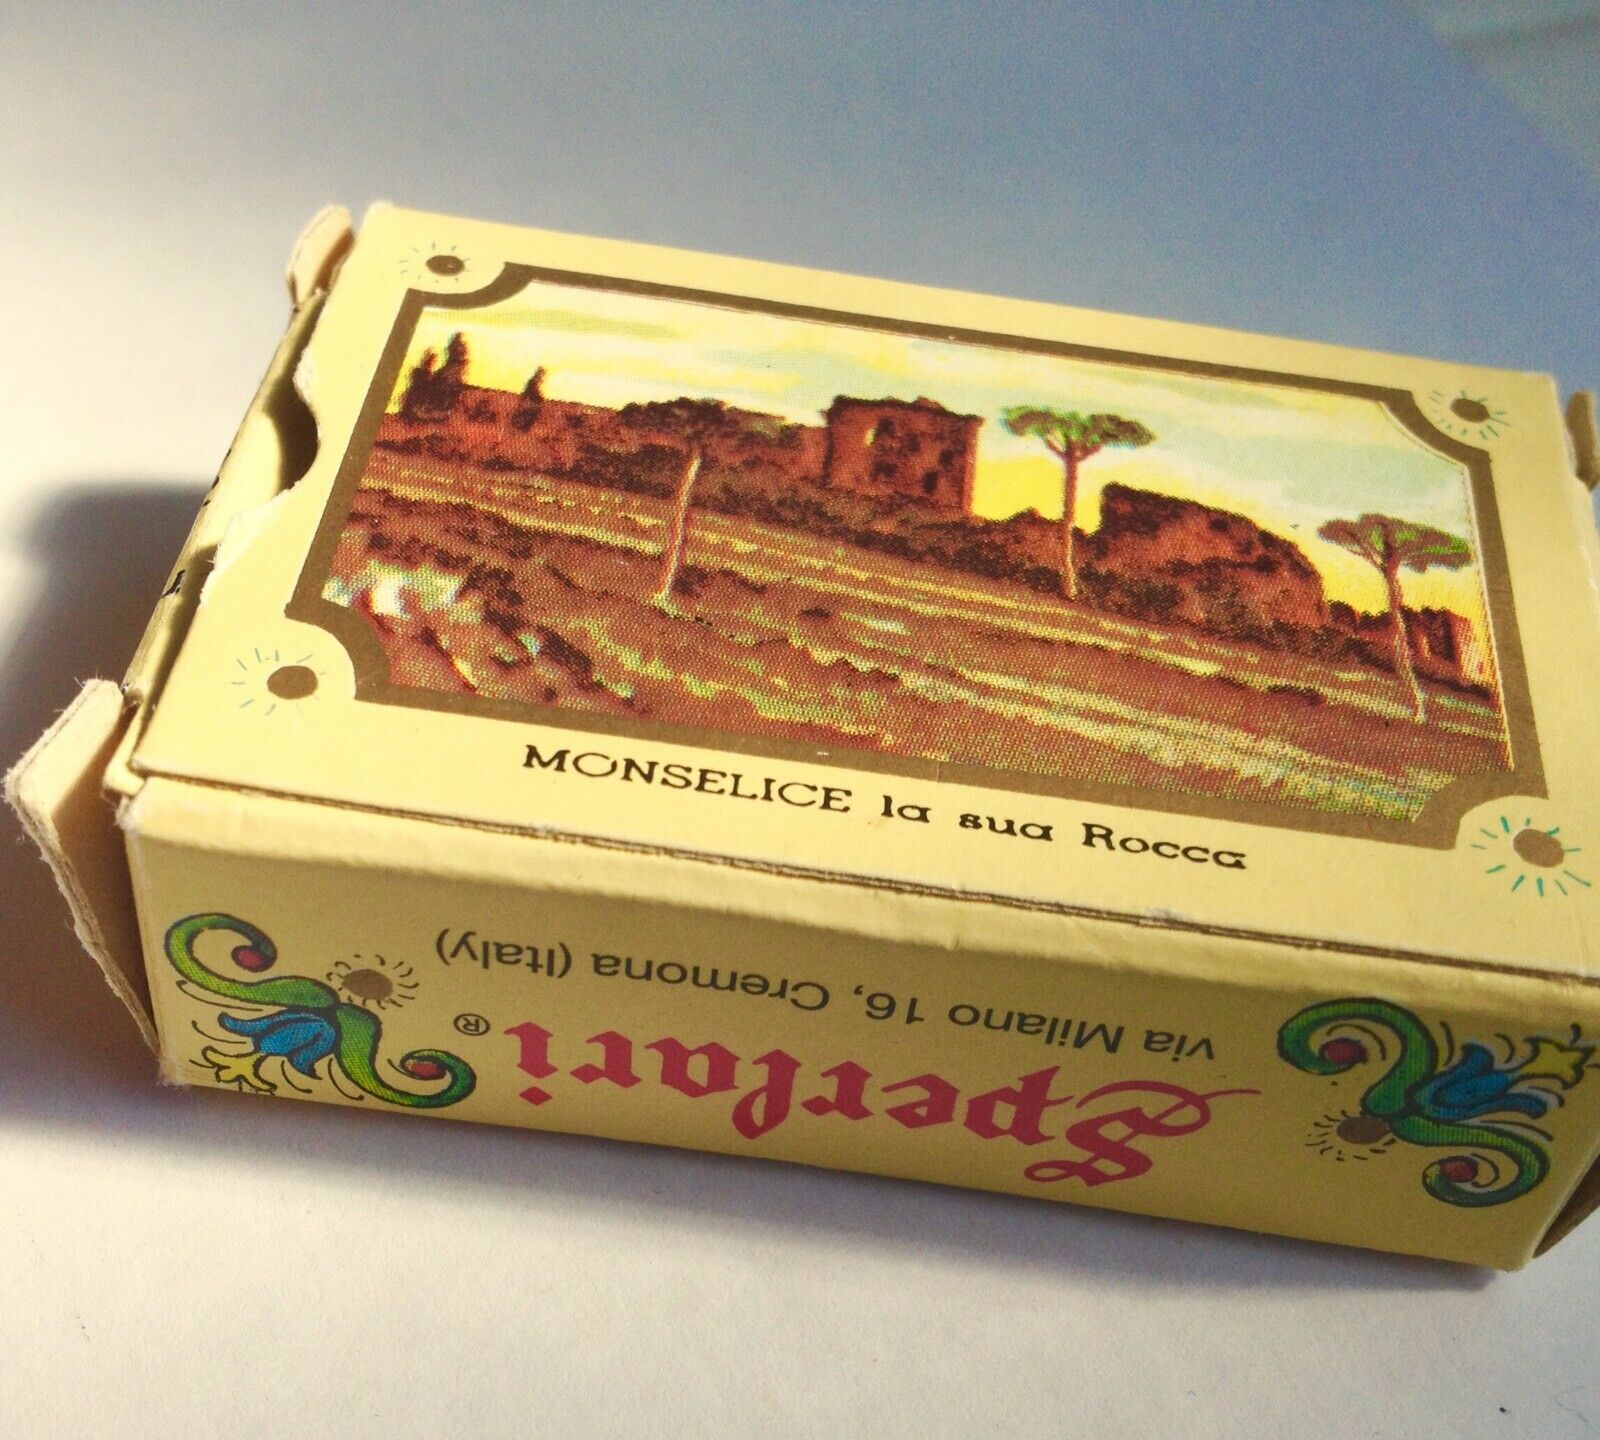 MONSELICE la sua Rocca
Sperlari ®
via Milano 16, Cremona (Italy)